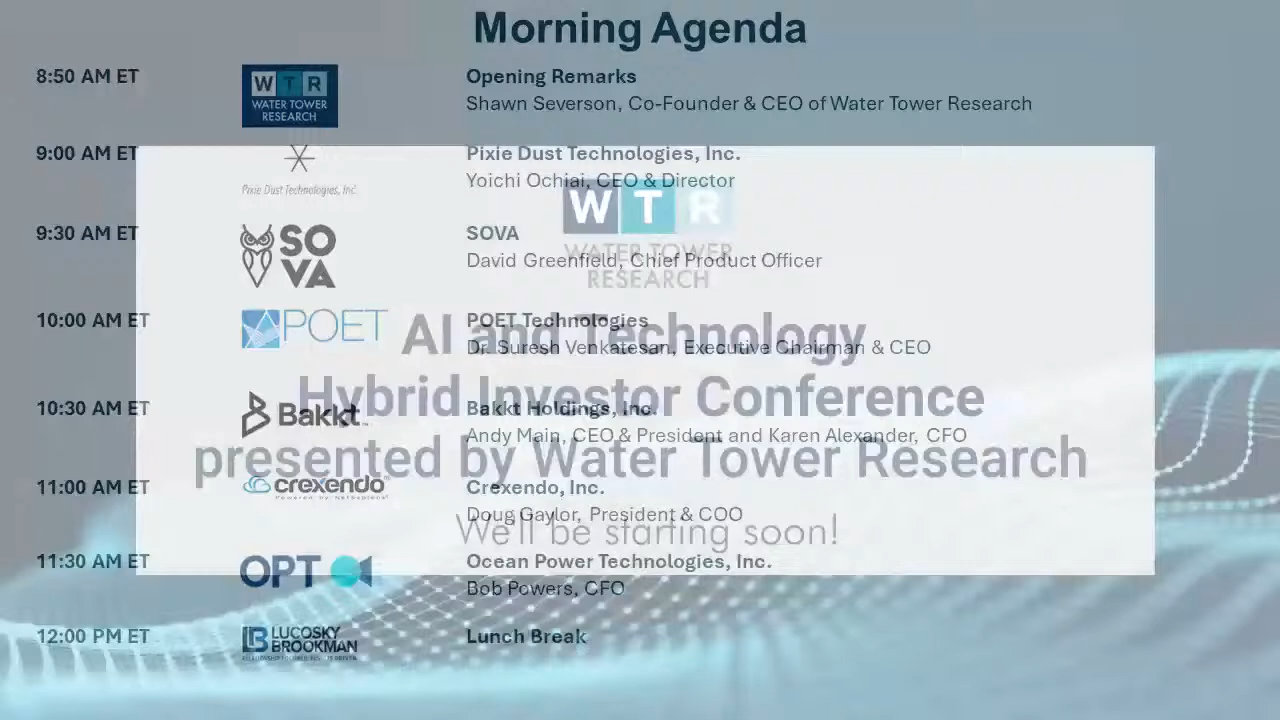 Morning Agenda
8:50 AM ET
W T R
WATER TOWER
RESEARCH
Opening Remarks
Shawn Severson, Co-Founder & CEO of Water Tower Research
9:00 AM ET
Pixie Dust Technologies, Inc.
Pixie Dust Technologies, Inc.
Yoichi Ochiai, CEO & Director
9:30 AM ET
SO
VA
SOVA
David Greenfield, Chief Product Officer
10:00 AM ET
POET
POET Technologies
Dr. Suresh Venkatesan, Executive Chairman & CEO
10:30 AM ET
Bakkt
Bakkt Holdings, Inc.
Andy Main, CEO & President and Karen Alexander, CFO
11:00 AM ET
crexendo
Powered by NetSapiens
Crexendo, Inc.
Doug Gaylor, President & COO
11:30 AM ET
OPT
Ocean Power Technologies, Inc.
Bob Powers, CFO
12:00 PM ET
LB LUCOSKY
BROOKMAN
Lunch Break
W T R
WATER TOWER
RESEARCH
AI and Technology
Hybrid Investor Conference
presented by Water Tower Research
We'll be starting soon!